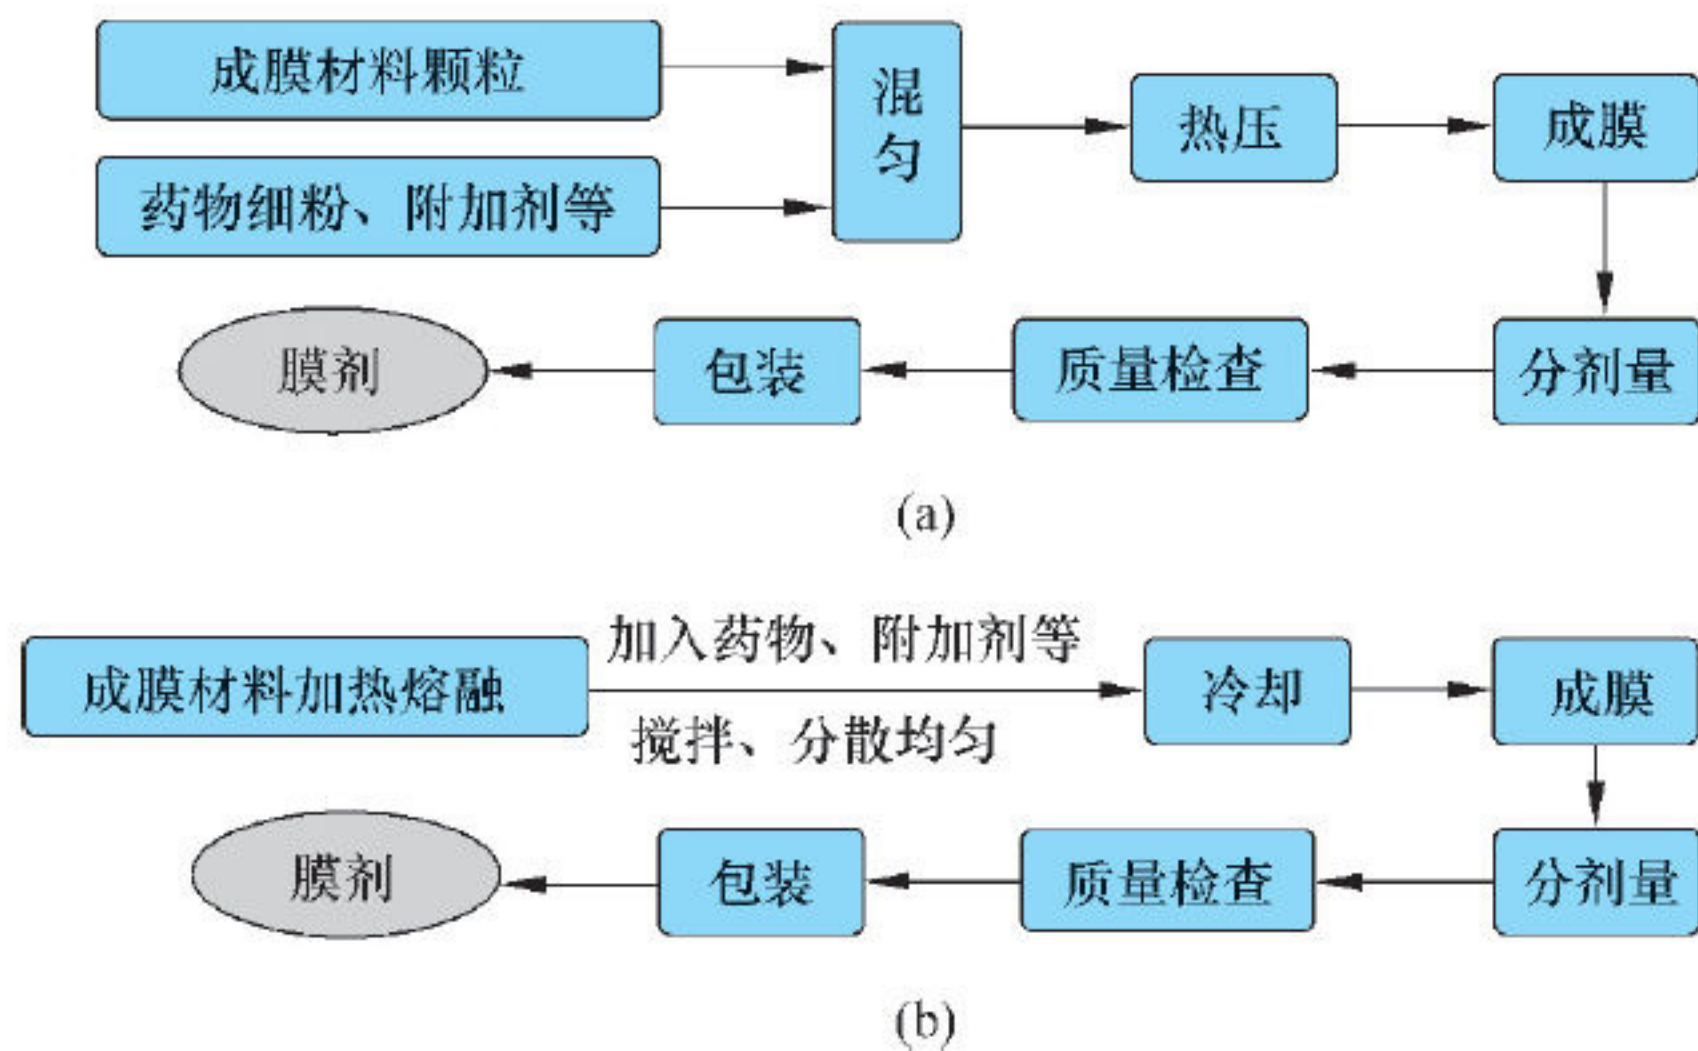 成膜材料颗粒
药物细粉、附加剂等
混匀
热压
成膜
分剂量
质量检查
包装
膜剂
(a)
成膜材料加热熔融
加入药物、附加剂等
搅拌、分散均匀
冷却
成膜
分剂量
质量检查
包装
膜剂
(b)